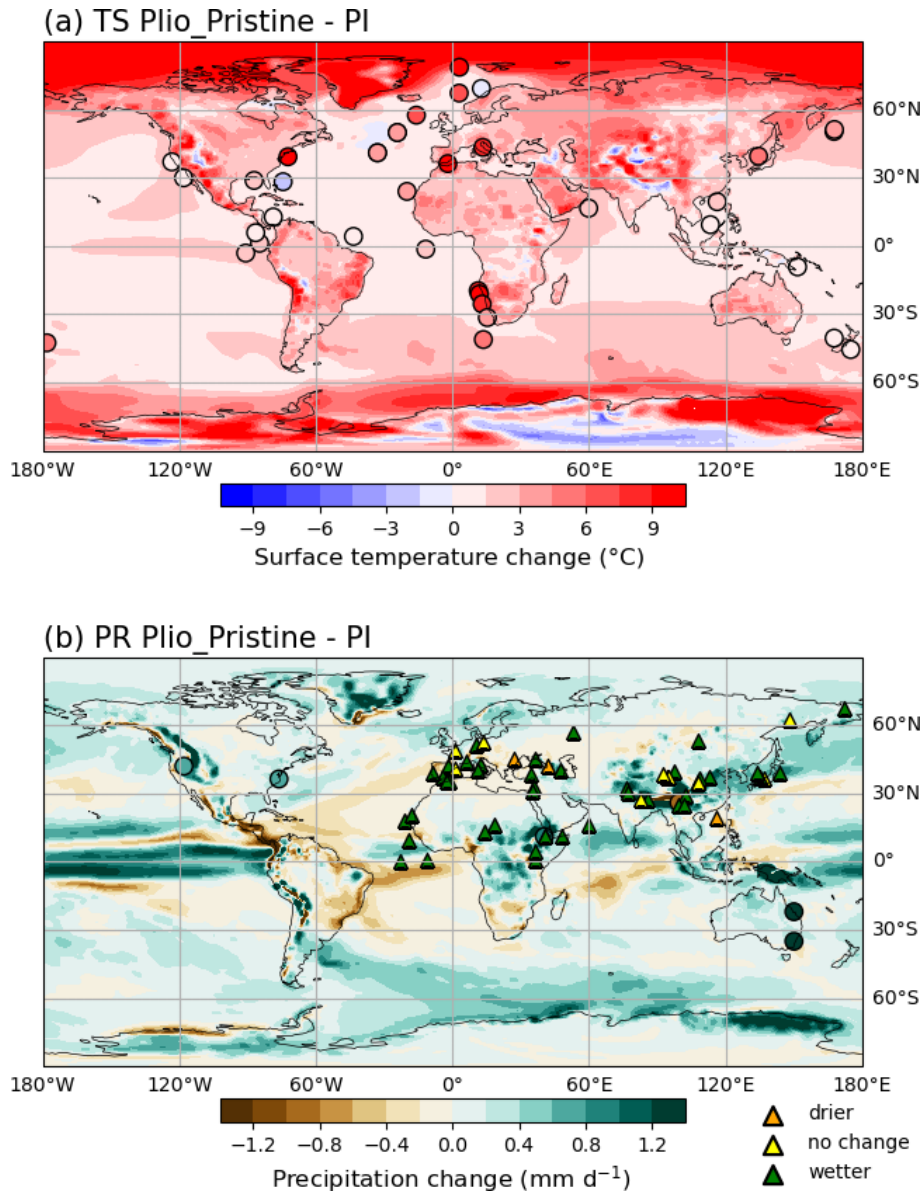 (a) TS Plio_Pristine - PI
60°N
30°N
0°
30°S
60°S
180°W 120°W 60°W 0° 60°E 120°E 180°E
−9 −6 −3 0 3 6 9
Surface temperature change (°C)
(b) PR Plio_Pristine - PI
60°N
30°N
0°
30°S
60°S
180°W 120°W 60°W 0° 60°E 120°E 180°E
−1.2 −0.8 −0.4 0.0 0.4 0.8 1.2
Precipitation change (mm d⁻¹)
drier
no change
wetter